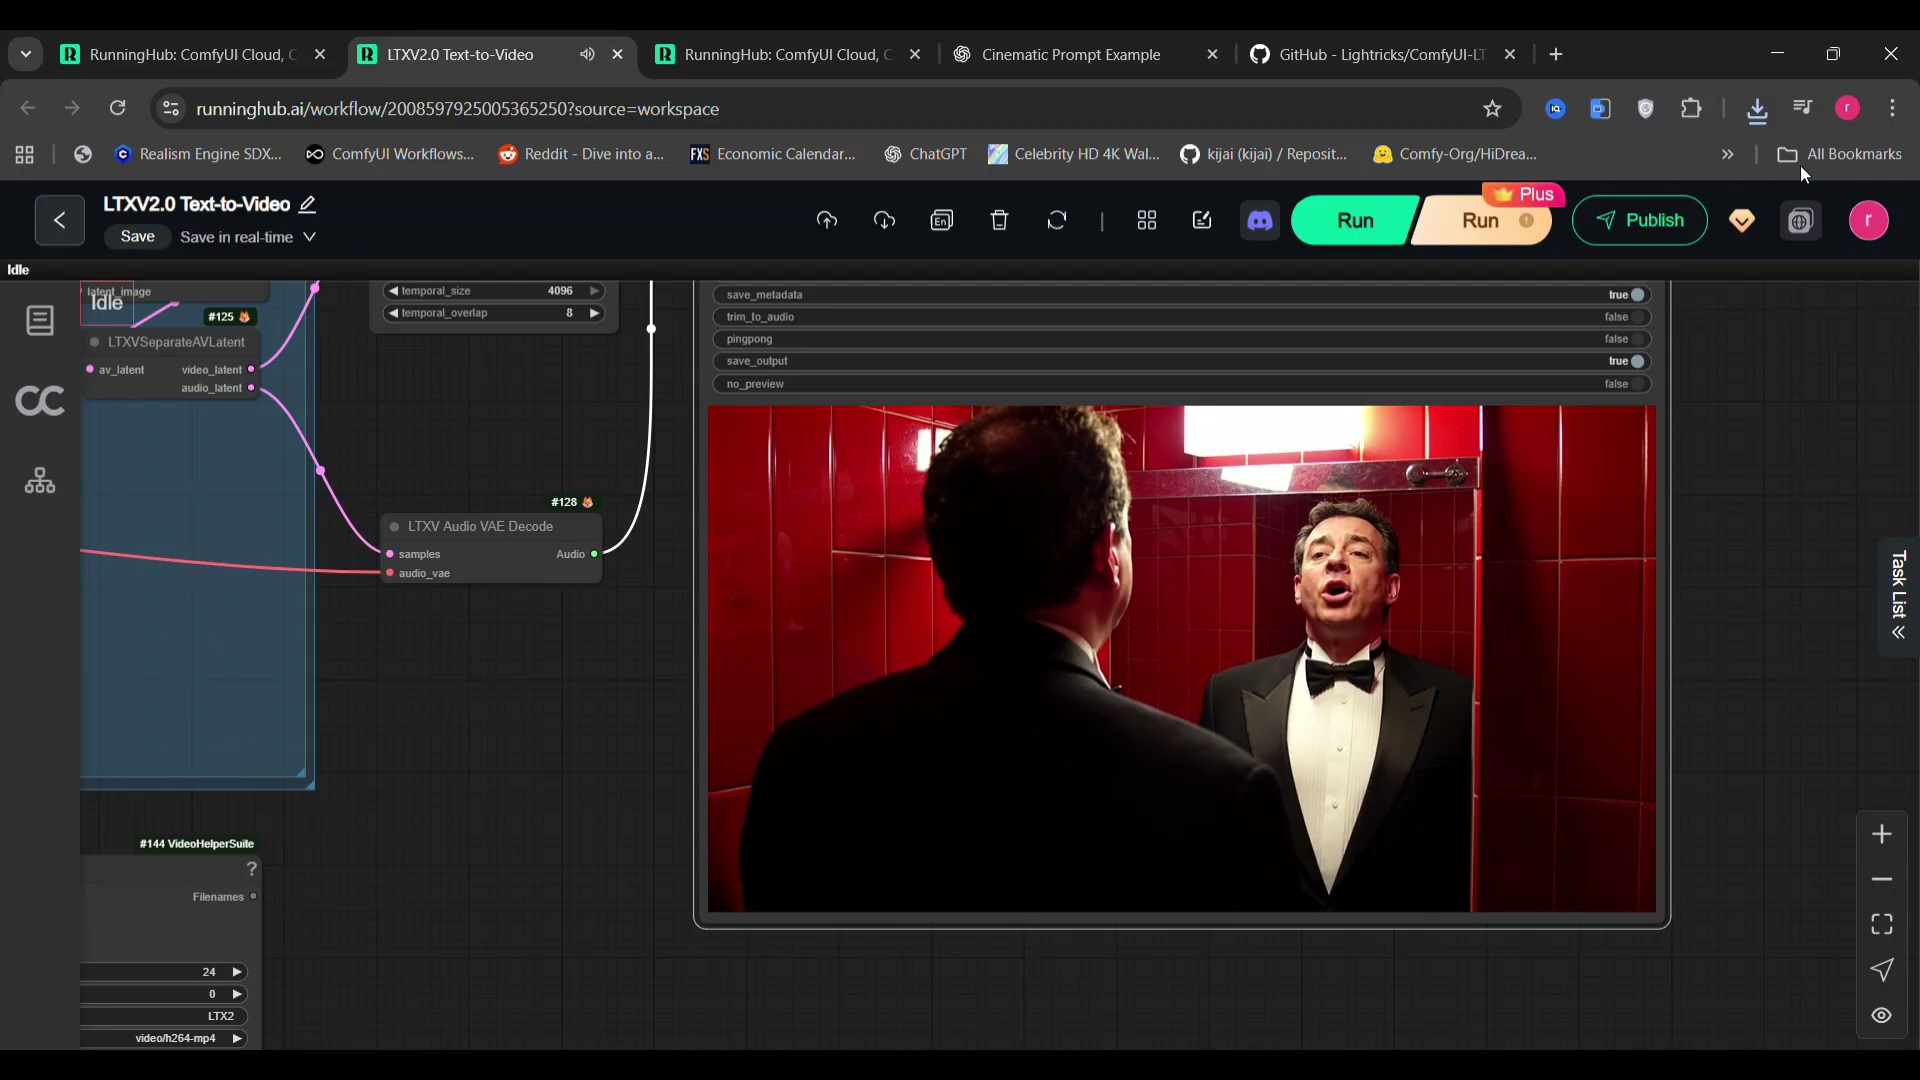 RunningHub: ComfyUI Cloud, C
LTXV2.0 Text-to-Video
RunningHub: ComfyUI Cloud, C
Cinematic Prompt Example
GitHub - Lightricks/ComfyUI-LT
runninghub.ai/workflow/2008597925005365250?source=workspace
r
Realism Engine SDX...
ComfyUI Workflows...
Reddit - Dive into a...
FXS Economic Calendar...
ChatGPT
Celebrity HD 4K Wal...
kijai (kijai) / Reposit...
Comfy-Org/HiDrea...
All Bookmarks
LTXV2.0 Text-to-Video
Save
Save in real-time
En
Run
Run
Plus
Publish
r
Idle
latent_image
Idle
#125
LTXVSeparateAVLatent
av_latent
video_latent
audio_latent
temporal_size 4096
temporal_overlap 8
#128
LTXV Audio VAE Decode
samples
Audio
audio_vae
save_metadata true
trim_to_audio false
pingpong false
save_output true
no_preview false
Task List
#144 VideoHelperSuite
?
Filenames
24
0
LTX2
video/h264-mp4